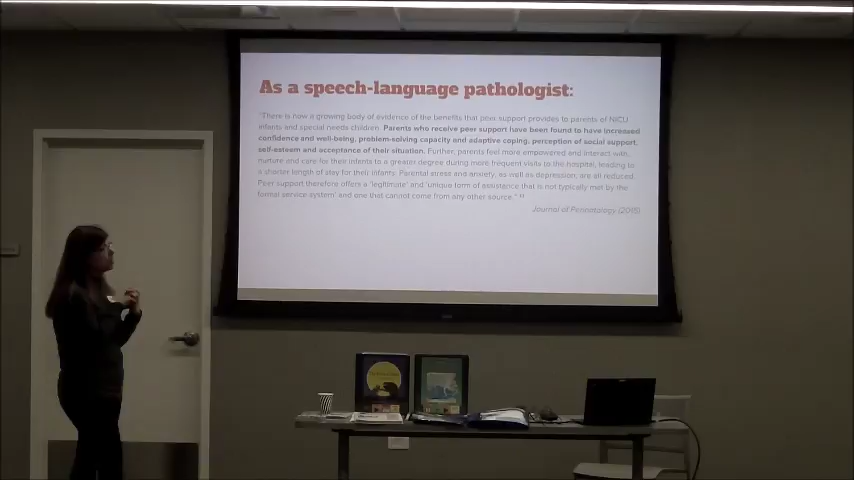 As a speech-language pathologist:
"There is now a growing body of evidence of the benefits that peer support provides to parents of NICU
infants and special needs children. Parents who receive peer support have been found to have increased
confidence and well-being, problem-solving capacity and adaptive coping, perception of social support,
self-esteem and acceptance of their situation. Further, parents feel more empowered and interact with,
nurture and care for their infants to a greater degree during more frequent visits to the hospital, leading to
a shorter length of stay for their infants. Parental stress and anxiety, as well as depression, are all reduced.
Peer support therefore offers a 'legitimate' and 'unique form of assistance that is not typically met by the
formal service system' and one that cannot come from any other source."
Journal of Perinatology (2015)